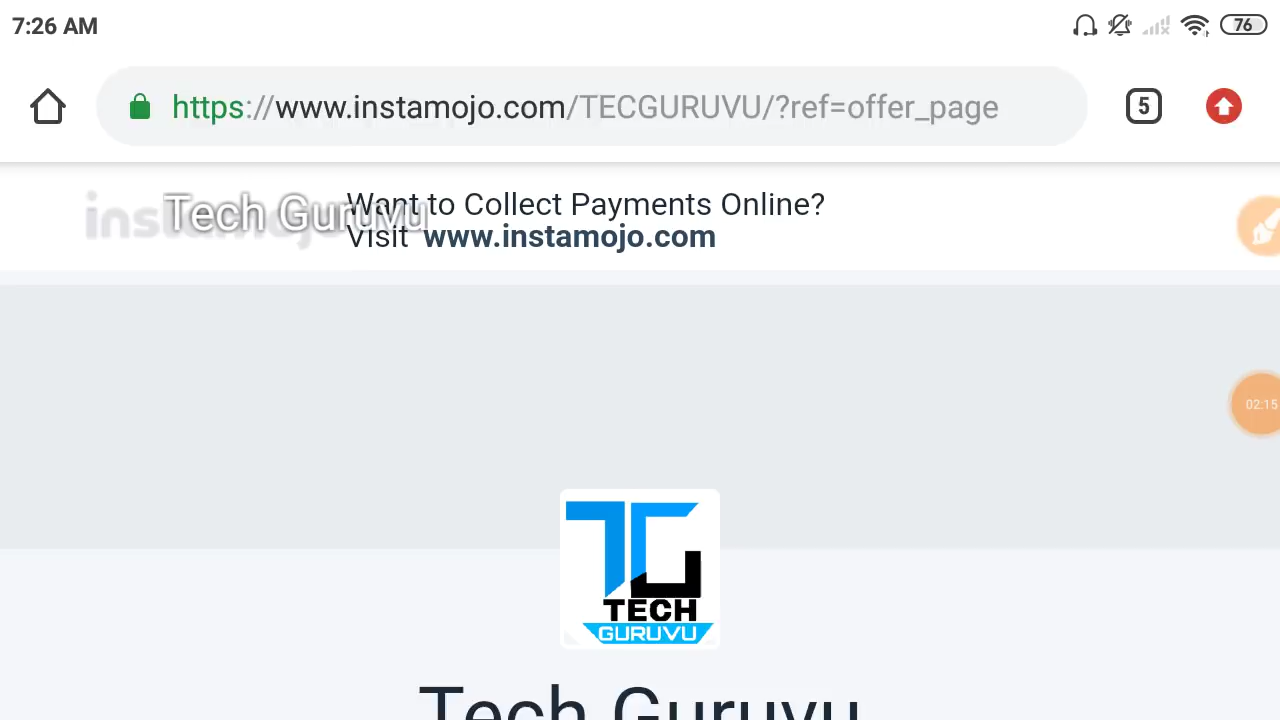 7:26 AM
76
https://www.instamojo.com/TECGURUVU/?ref=offer_page
5
instamojo
Tech Guruvu
Want to Collect Payments Online?
Visit www.instamojo.com
02:15
TECH
GURUVU
Tech Guruvu